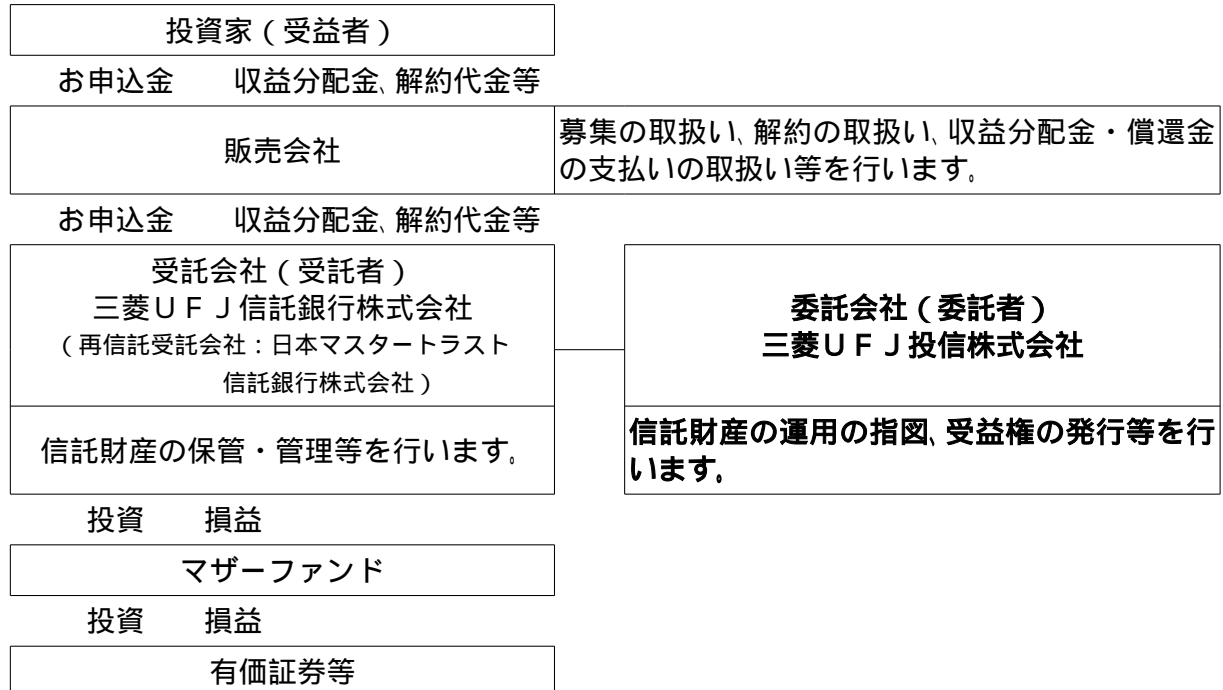 投資家（受益者）
お申込金　　収益分配金、解約代金等
販売会社
募集の取扱い、解約の取扱い、収益分配金・償還金
の支払いの取扱い等を行います。
お申込金　　収益分配金、解約代金等
受託会社（受託者）
三菱ＵＦＪ信託銀行株式会社
（再信託受託会社：日本マスタートラスト
信託銀行株式会社）
委託会社（委託者）
三菱ＵＦＪ投信株式会社
信託財産の保管・管理等を行います。
信託財産の運用の指図、受益権の発行等を行
います。
投資　　損益
マザーファンド
投資　　損益
有価証券等